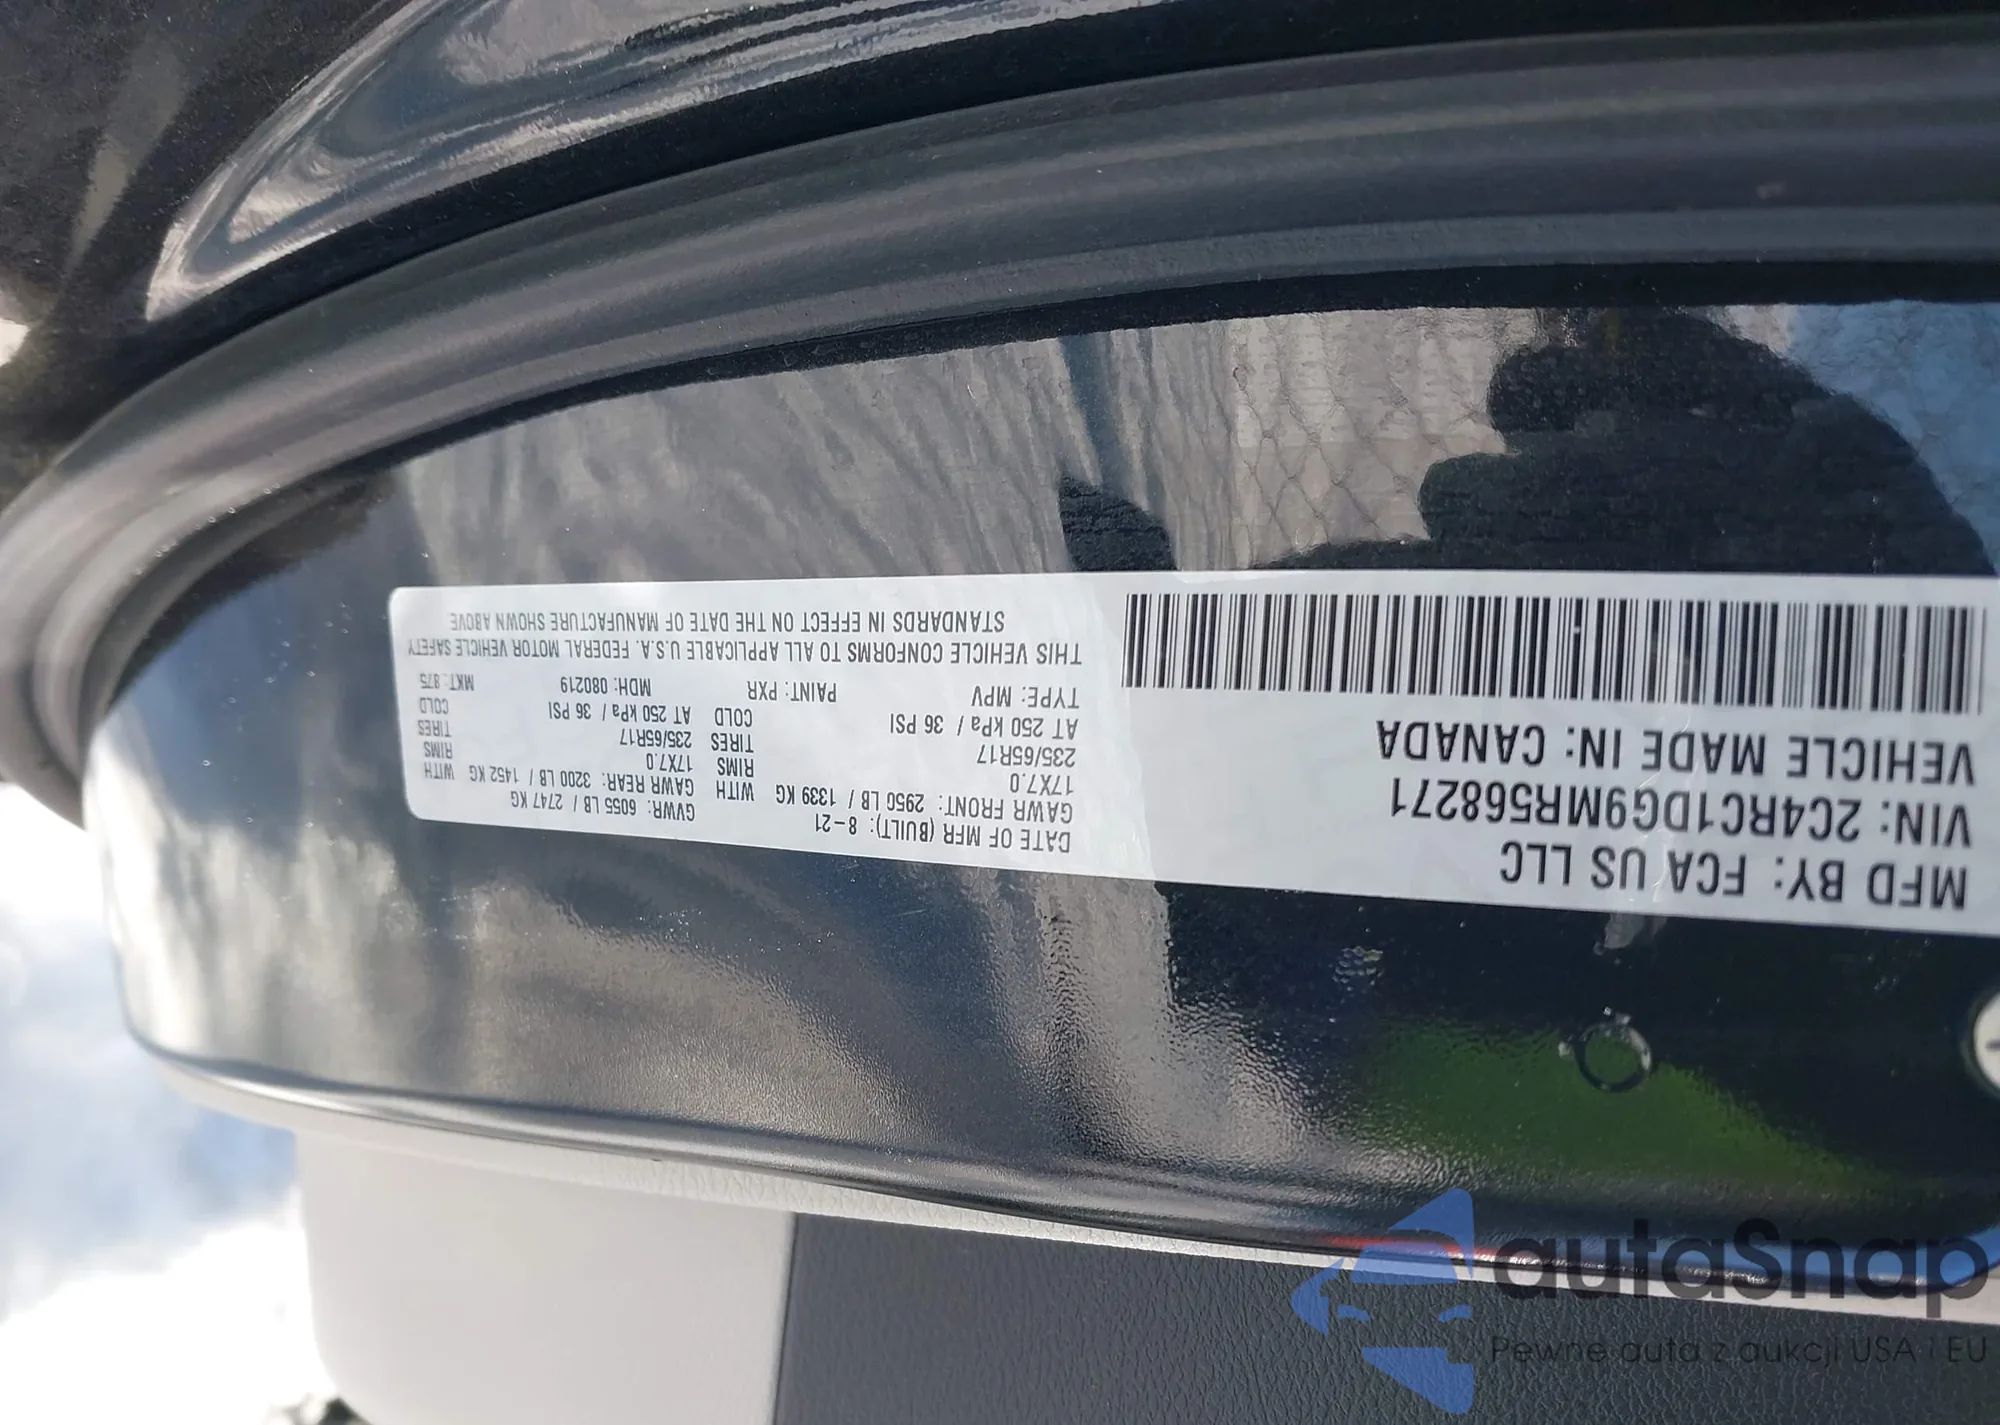 MFD BY: FCA US LLC
VIN: 2C4RC1DG9MR568271
VEHICLE MADE IN: CANADA
DATE OF MFR (BUILT): 8-21
GVWR: 6055 LB / 2747 KG
GAWR FRONT: 2950 LB / 1339 KG WITH
GAWR REAR: 3200 LB / 1452 KG WITH
17X7.0 RIMS
17X7.0 RIMS
235/65R17 TIRES
235/65R17 TIRES
AT 250 kPa / 36 PSI COLD
AT 250 kPa / 36 PSI COLD
TYPE: MPV PAINT: PXR MDH: 080219 MKT: 875
THIS VEHICLE CONFORMS TO ALL APPLICABLE U.S.A. FEDERAL MOTOR VEHICLE SAFETY
STANDARDS IN EFFECT ON THE DATE OF MANUFACTURE SHOWN ABOVE
autaSnap
Pewne auta z aukcji USA i EU